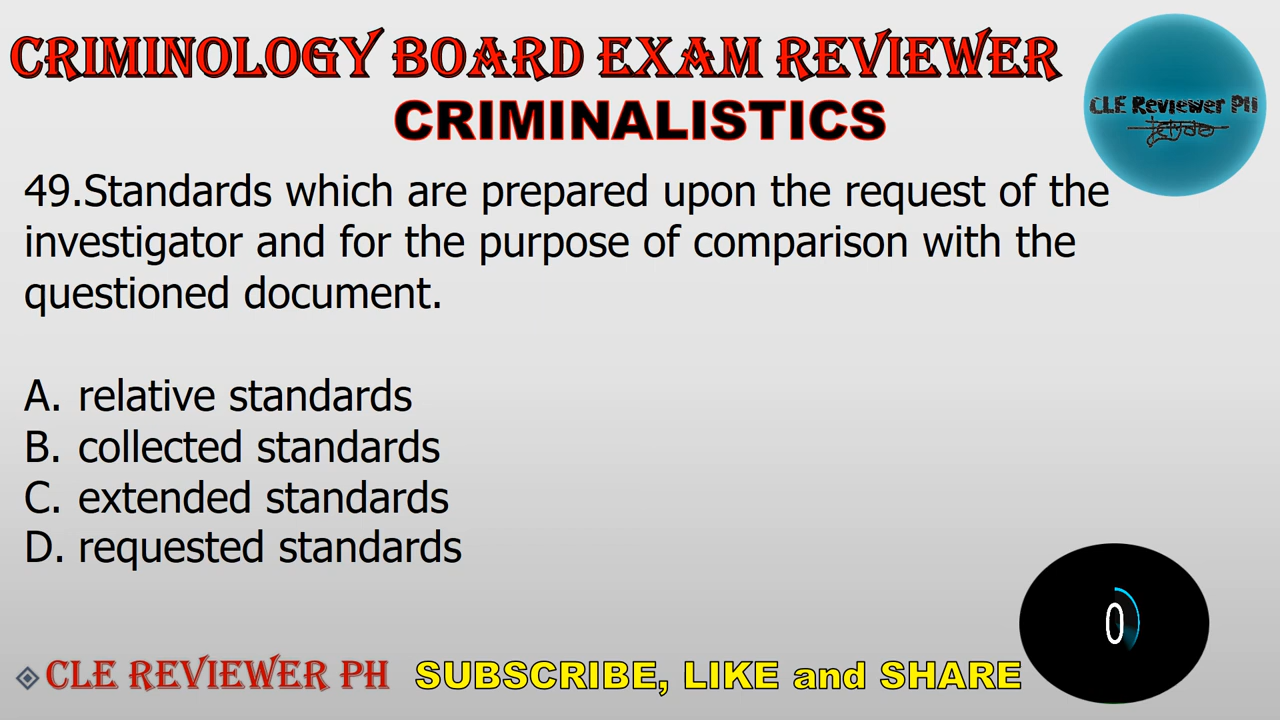 CRIMINOLOGY BOARD EXAM REVIEWER
CLE Reviewer PH
CRIMINALISTICS
49.Standards which are prepared upon the request of the
investigator and for the purpose of comparison with the
questioned document.
A. relative standards
B. collected standards
C. extended standards
D. requested standards
0
CLE REVIEWER PH SUBSCRIBE, LIKE and SHARE